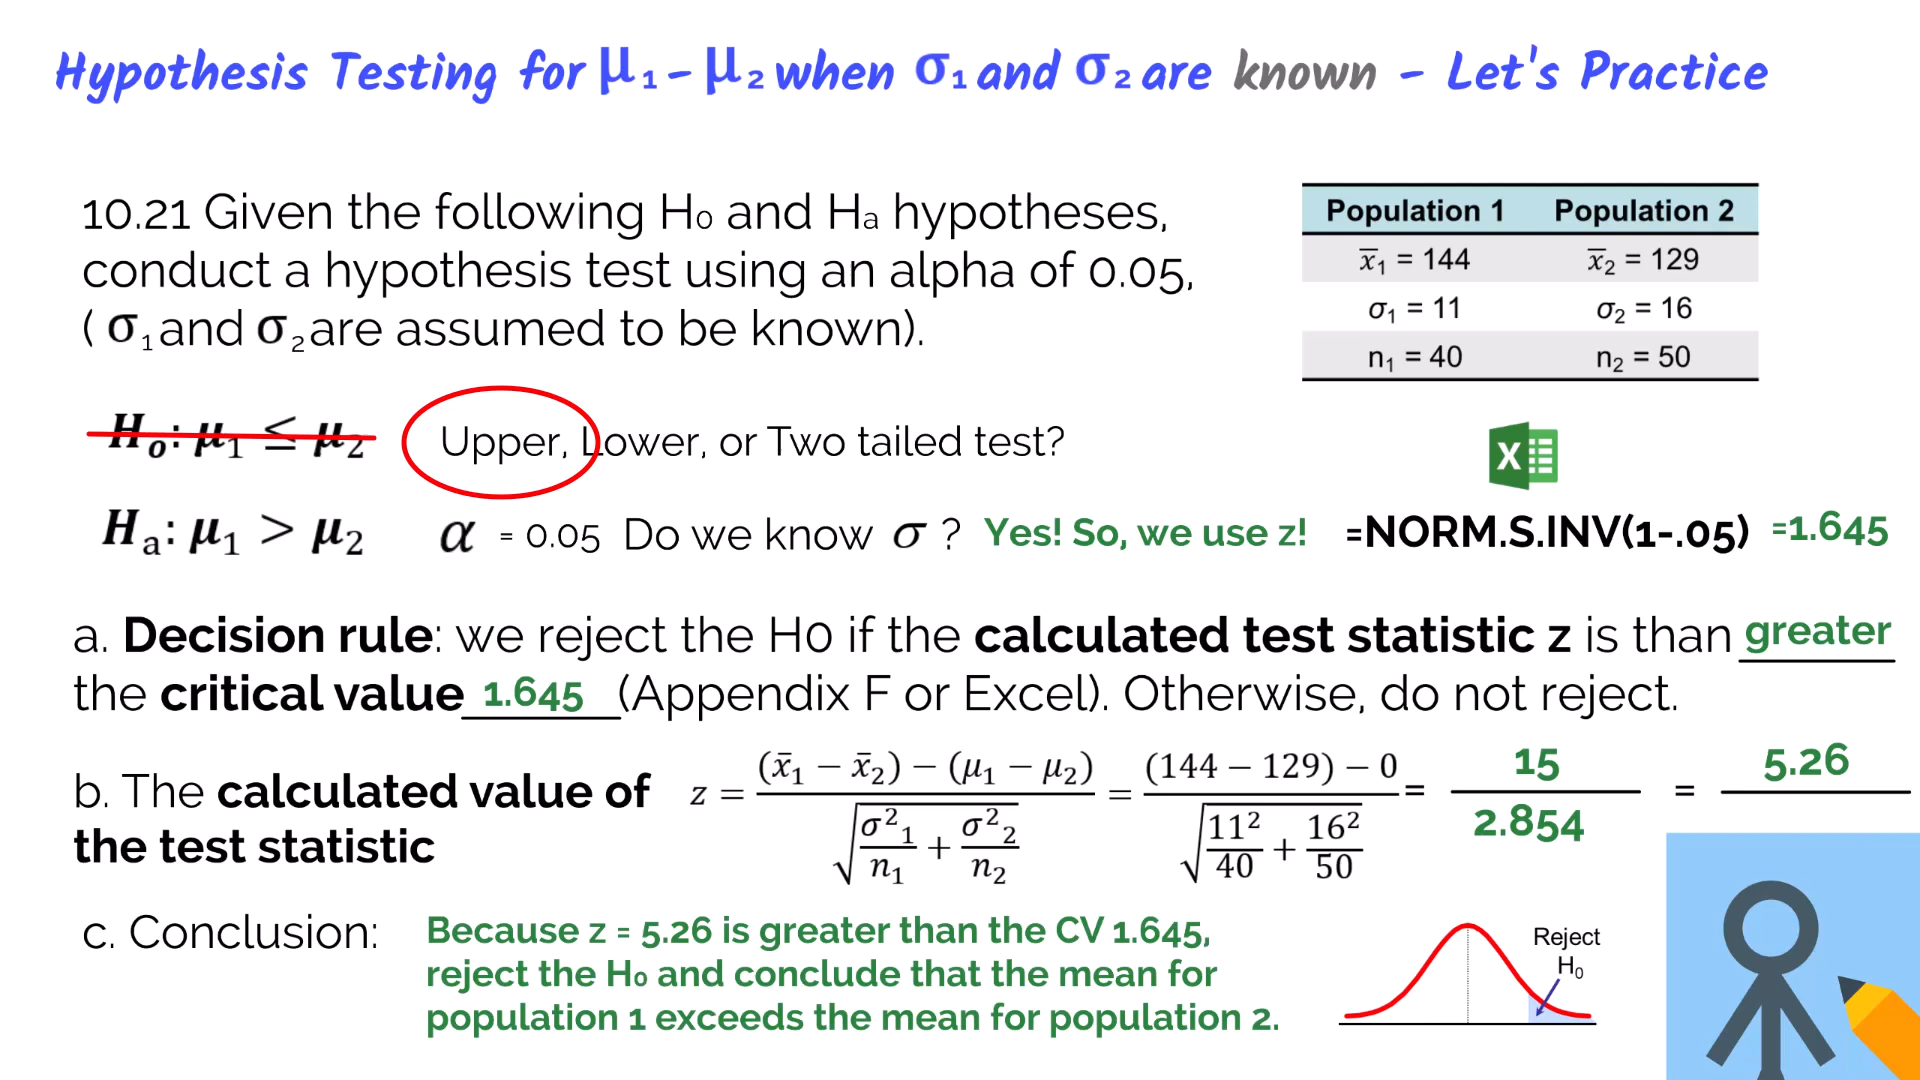 Hypothesis Testing for μ₁ – μ₂ when σ₁ and σ₂ are known – Let's Practice
10.21 Given the following H₀ and Hₐ hypotheses,
conduct a hypothesis test using an alpha of 0.05,
( σ₁ and σ₂ are assumed to be known).
Population 1 Population 2
x̄₁ = 144 x̄₂ = 129
σ₁ = 11 σ₂ = 16
n₁ = 40 n₂ = 50
Hₒ: μ₁ ≤ μ₂ Upper, Lower, or Two tailed test?
X
Hₐ: μ₁ > μ₂ α = 0.05 Do we know σ ? Yes! So, we use z! =NORM.S.INV(1-.05) =1.645
a. Decision rule: we reject the H0 if the calculated test statistic z is than greater
the critical value 1.645 (Appendix F or Excel). Otherwise, do not reject.
b. The calculated value of
the test statistic
z = (x̄₁ − x̄₂) − (μ₁ − μ₂) / √(σ²₁/n₁ + σ²₂/n₂) = (144 − 129) − 0 / √(11²/40 + 16²/50) = 15 / 2.854 = 5.26
c. Conclusion:
Because z = 5.26 is greater than the CV 1.645,
reject the H₀ and conclude that the mean for
population 1 exceeds the mean for population 2.
Reject
H₀